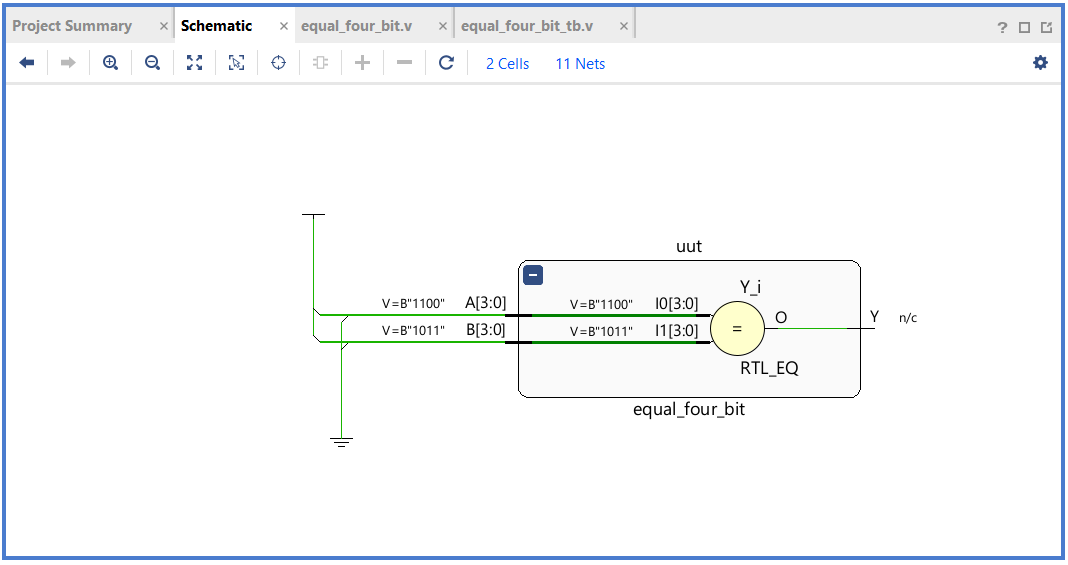 Project Summary × Schematic × equal_four_bit.v × equal_four_bit_tb.v × ?
2 Cells 11 Nets
uut
Y_i
V=B"1100" A[3:0] V=B"1100" I0[3:0]
O Y n/c
V=B"1011" B[3:0] V=B"1011" I1[3:0] =
RTL_EQ
equal_four_bit